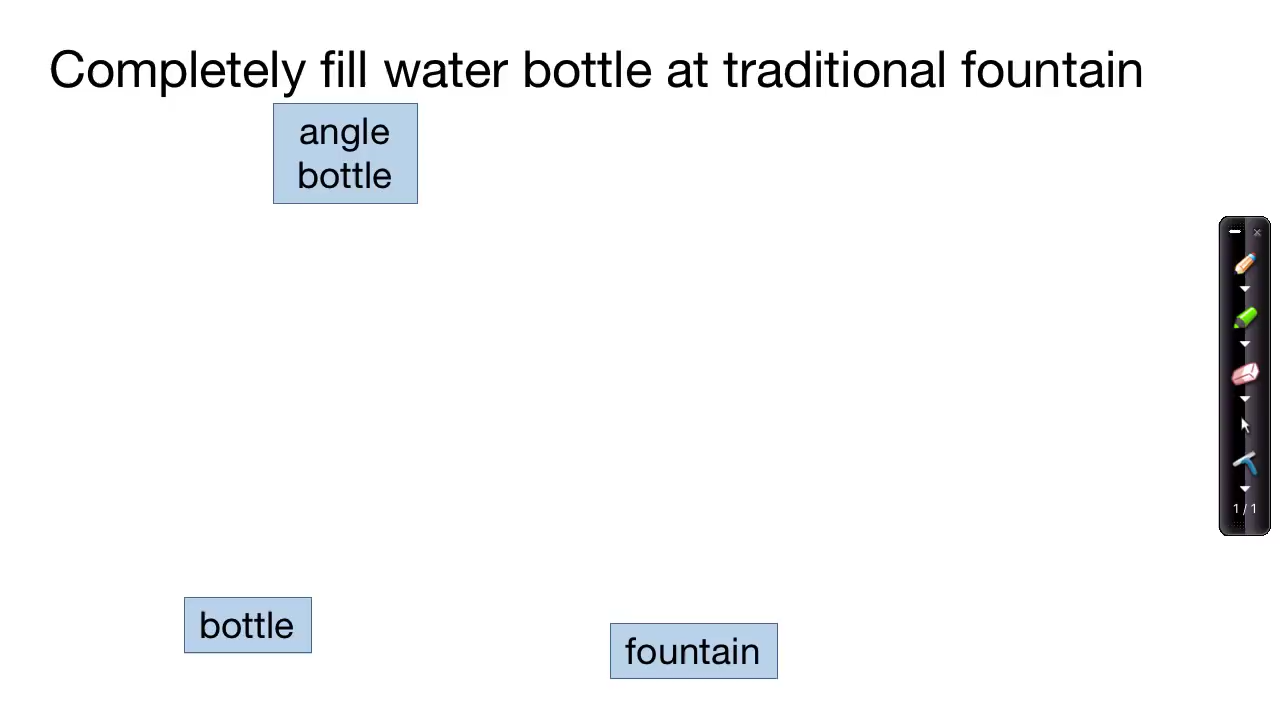 Completely fill water bottle at traditional fountain
angle
bottle
bottle
fountain
1 / 1